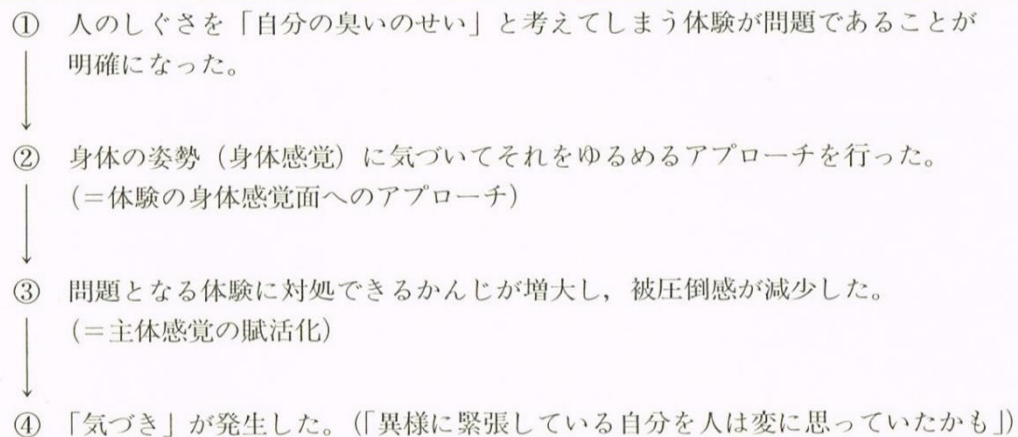 ① 人のしぐさを「自分の臭いのせい」と考えてしまう体験が問題であることが
明確になった。
② 身体の姿勢（身体感覚）に気づいてそれをゆるめるアプローチを行った。
(＝体験の身体感覚面へのアプローチ)
③ 問題となる体験に対処できるかんじが増大し，被圧倒感が減少した。
(＝主体感覚の賦活化)
④ 「気づき」が発生した。(「異様に緊張している自分を人は変に思っていたかも」)